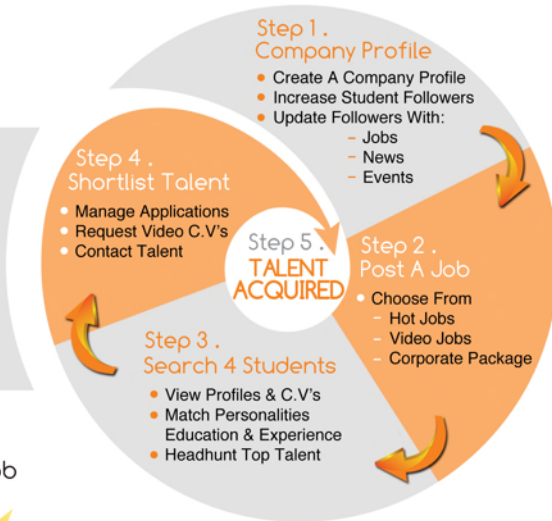 Step 1 .
Company Profile
• Create A Company Profile
• Increase Student Followers
• Update Followers With:
– Jobs
– News
– Events
Step 2 .
Post A Job
• Choose From
– Hot Jobs
– Video Jobs
– Corporate Package
Step 3 .
Search 4 Students
• View Profiles & C.V's
• Match Personalities
Education & Experience
• Headhunt Top Talent
Step 4 .
Shortlist Talent
• Manage Applications
• Request Video C.V's
• Contact Talent
Step 5 .
TALENT
ACQUIRED